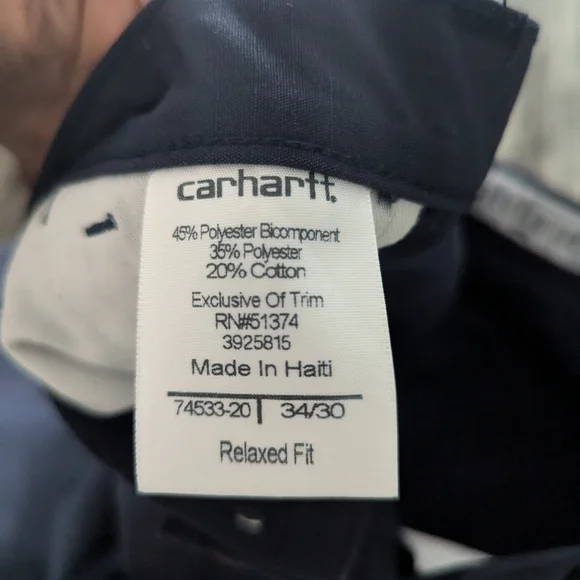 carhartt.
45% Polyester Bicomponent
35% Polyester
20% Cotton
Exclusive Of Trim
RN#51374
3925815
Made In Haiti
74533-20 | 34/30
Relaxed Fit